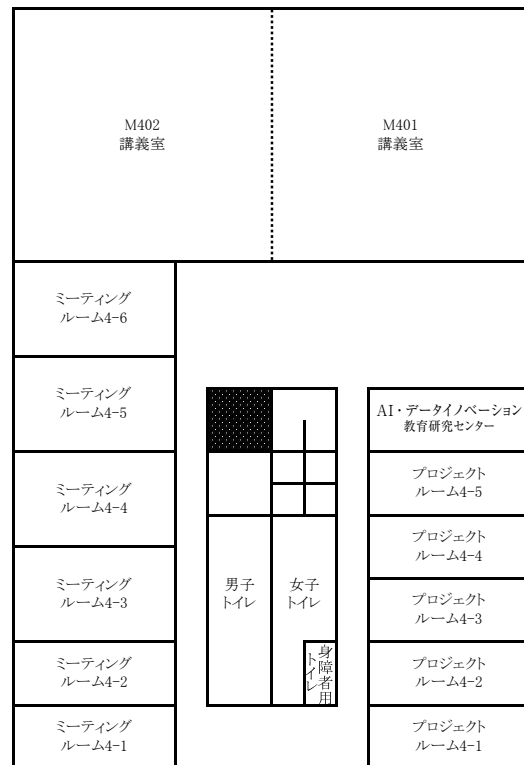 M402
講義室
M401
講義室
ミーティング
ルーム4-6
ミーティング
ルーム4-5
ミーティング
ルーム4-4
ミーティング
ルーム4-3
ミーティング
ルーム4-2
ミーティング
ルーム4-1
男子
トイレ
女子
トイレ
身障者用
トイレ
AI・データイノベーション
教育研究センター
プロジェクト
ルーム4-5
プロジェクト
ルーム4-4
プロジェクト
ルーム4-3
プロジェクト
ルーム4-2
プロジェクト
ルーム4-1